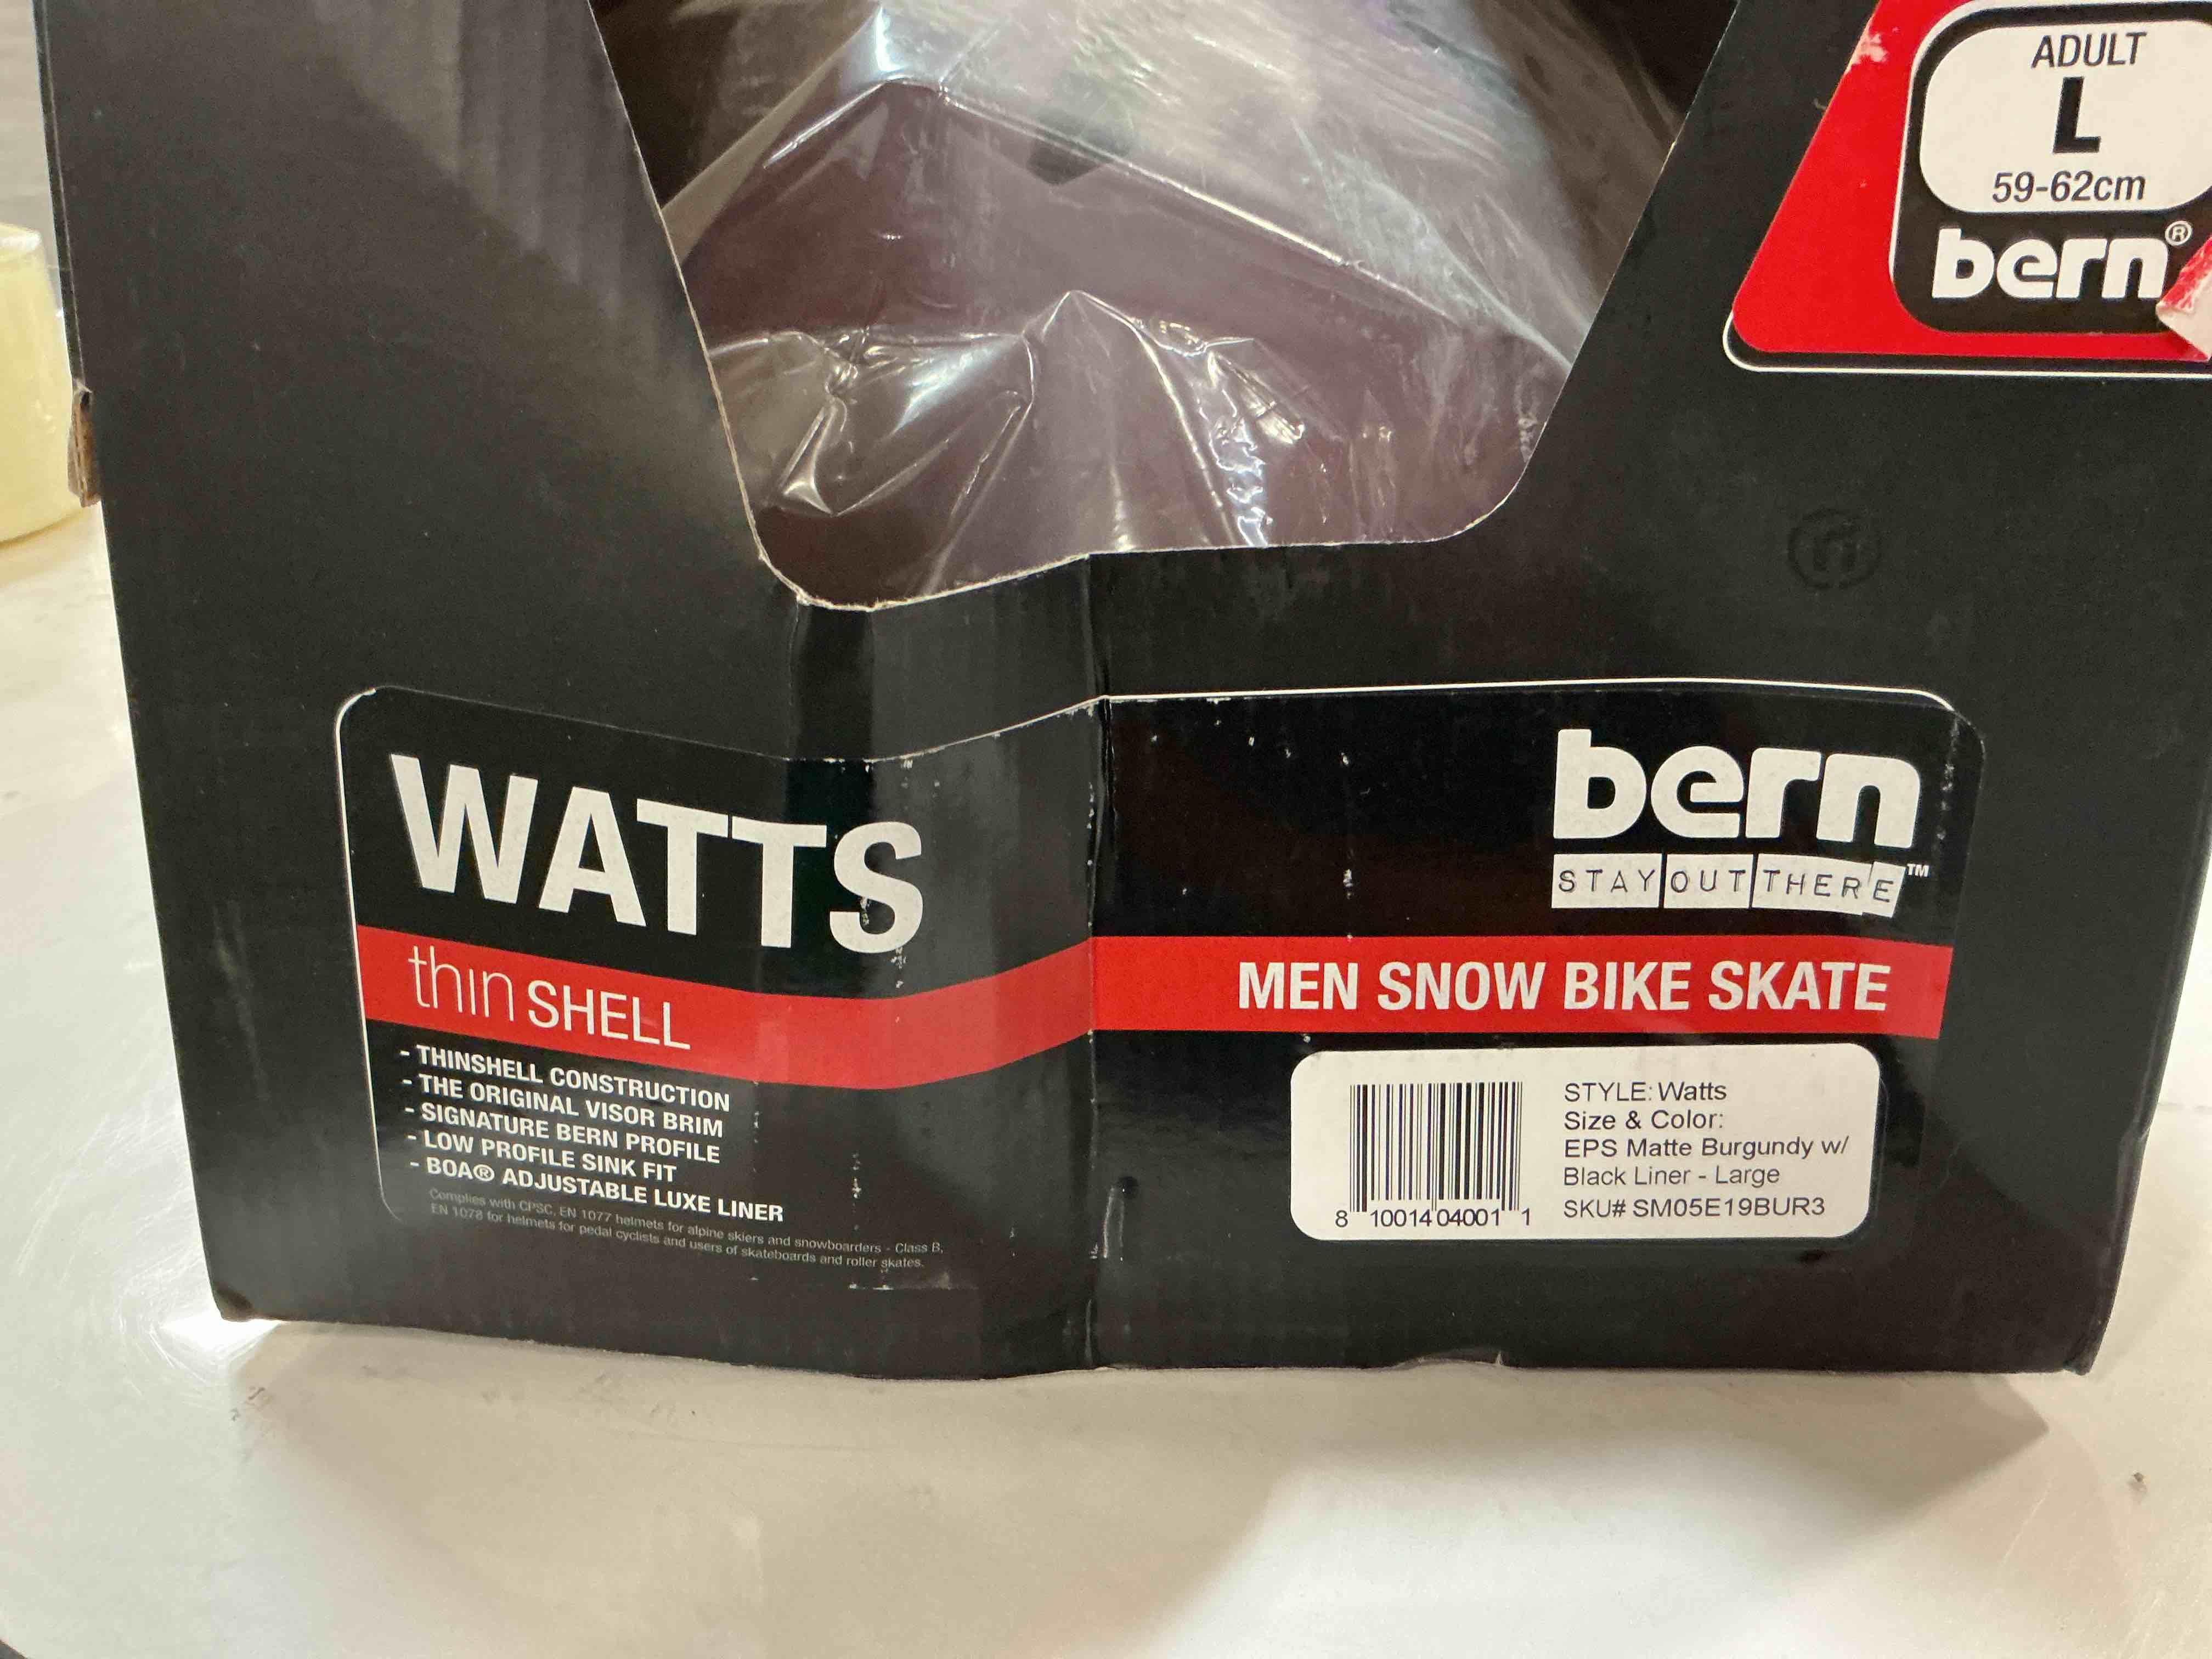 ADULT
L
59-62cm
bern®
WATTS
thin SHELL
- THINSHELL CONSTRUCTION
- THE ORIGINAL VISOR BRIM
- SIGNATURE BERN PROFILE
- LOW PROFILE SINK FIT
- BOA® ADJUSTABLE LUXE LINER
Complies with CPSC, EN 1077 helmets for alpine skiers and snowboarders - Class B,
EN 1078 for helmets for pedal cyclists and users of skateboards and roller skates.
bern
STAY OUT THERE™
MEN SNOW BIKE SKATE
STYLE: Watts
Size & Color:
EPS Matte Burgundy w/
Black Liner - Large
SKU# SM05E19BUR3
8 10014 04001 1